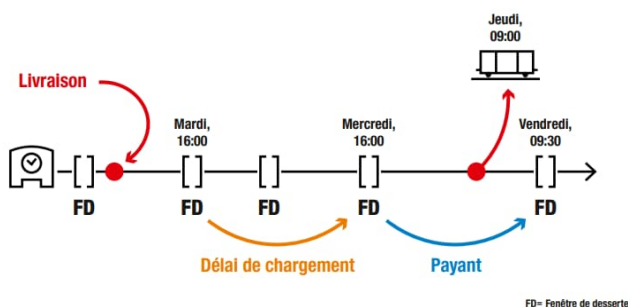 Jeudi,
09:00
Livraison
Mardi,
16:00
Mercredi,
16:00
Vendredi,
09:30
FD
FD
FD
FD
FD
Délai de chargement
Payant
FD= Fenêtre de desserte